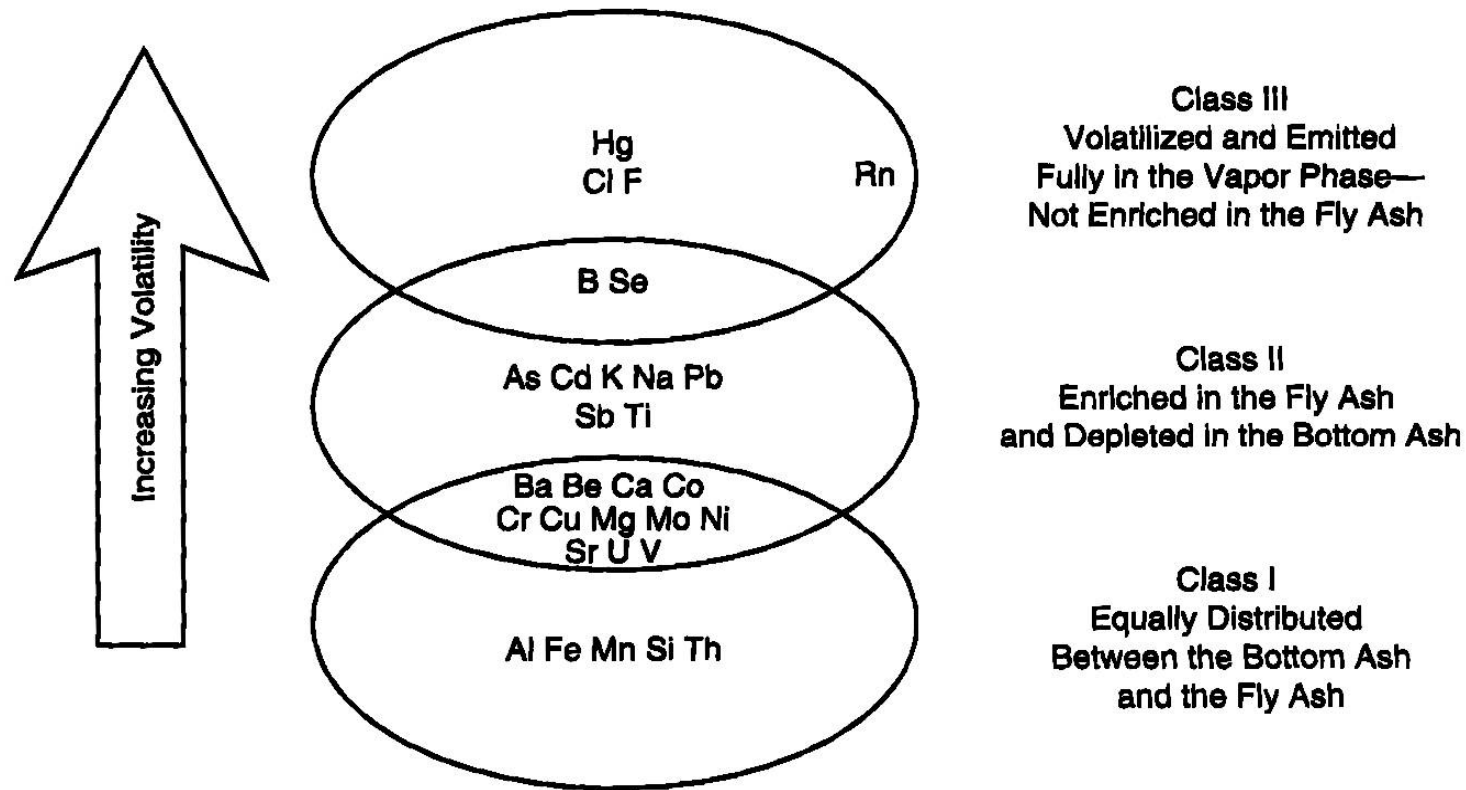 Increasing Volatility
Hg
Cl F
Rn
B Se
As Cd K Na Pb
Sb Ti
Ba Be Ca Co
Cr Cu Mg Mo Ni
Sr U V
Al Fe Mn Si Th
Class III
Volatilized and Emitted
Fully in the Vapor Phase—
Not Enriched in the Fly Ash
Class II
Enriched in the Fly Ash
and Depleted in the Bottom Ash
Class I
Equally Distributed
Between the Bottom Ash
and the Fly Ash